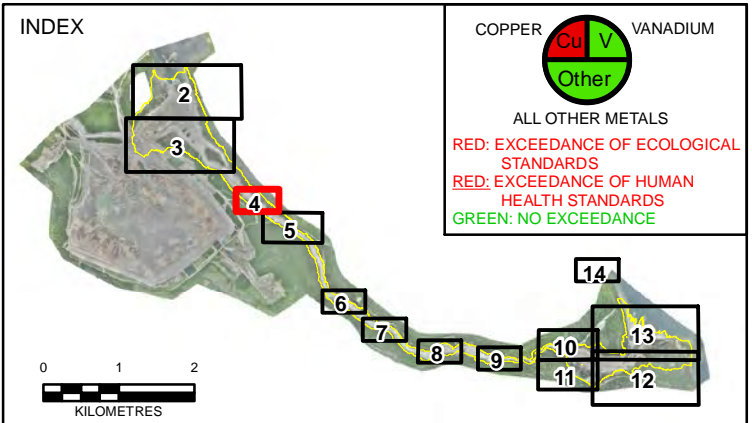 INDEX
COPPER
VANADIUM
Cu
V
Other
ALL OTHER METALS
RED: EXCEEDANCE OF ECOLOGICAL
STANDARDS
RED: EXCEEDANCE OF HUMAN
HEALTH STANDARDS
GREEN: NO EXCEEDANCE
2
3
4
5
6
7
8
9
10
11
12
13
14
0 1 2
KILOMETRES